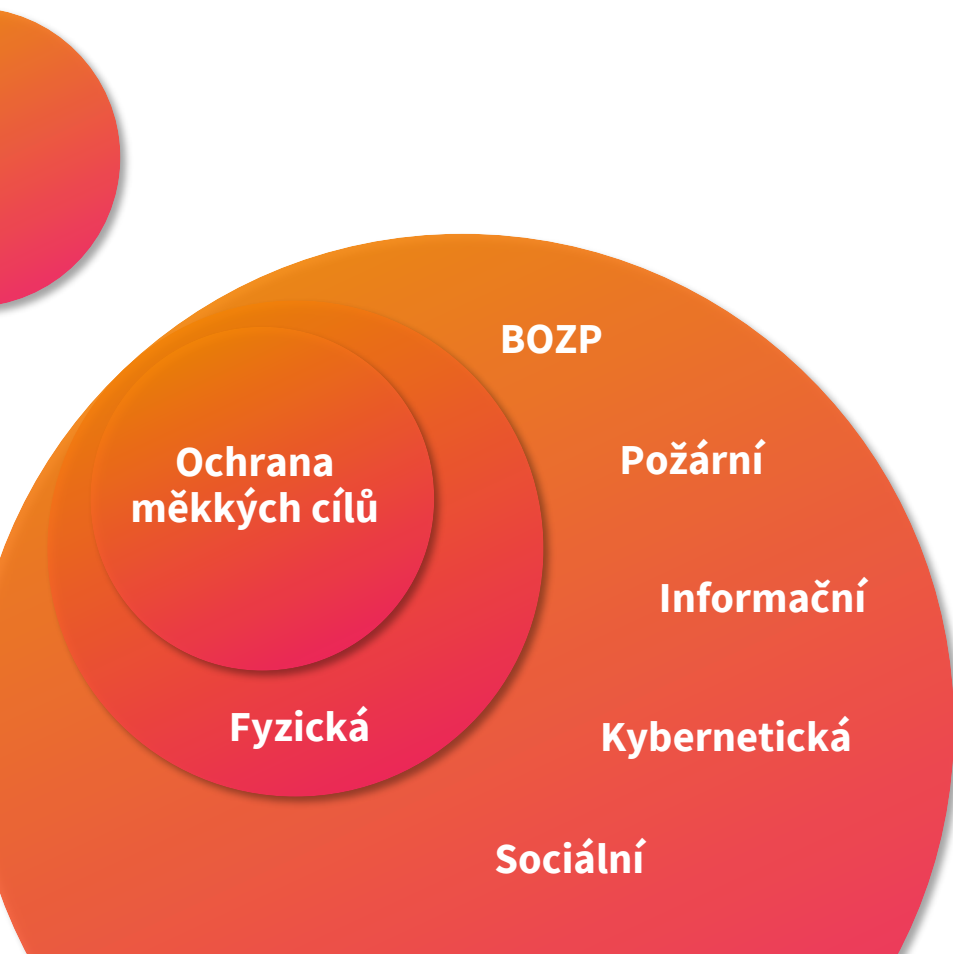 BOZP
Požární
Ochrana
měkkých cílů
Informační
Fyzická
Kybernetická
Sociální